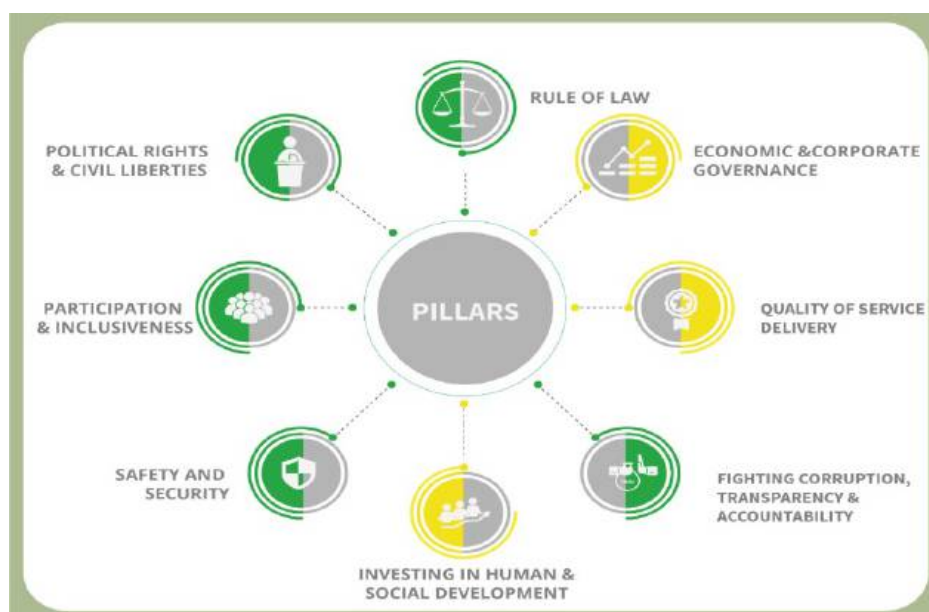 RULE OF LAW
ECONOMIC &CORPORATE
GOVERNANCE
QUALITY OF SERVICE
DELIVERY
FIGHTING CORRUPTION,
TRANSPARENCY &
ACCOUNTABILITY
INVESTING IN HUMAN &
SOCIAL DEVELOPMENT
SAFETY AND
SECURITY
PARTICIPATION
& INCLUSIVENESS
POLITICAL RIGHTS
& CIVIL LIBERTIES
PILLARS